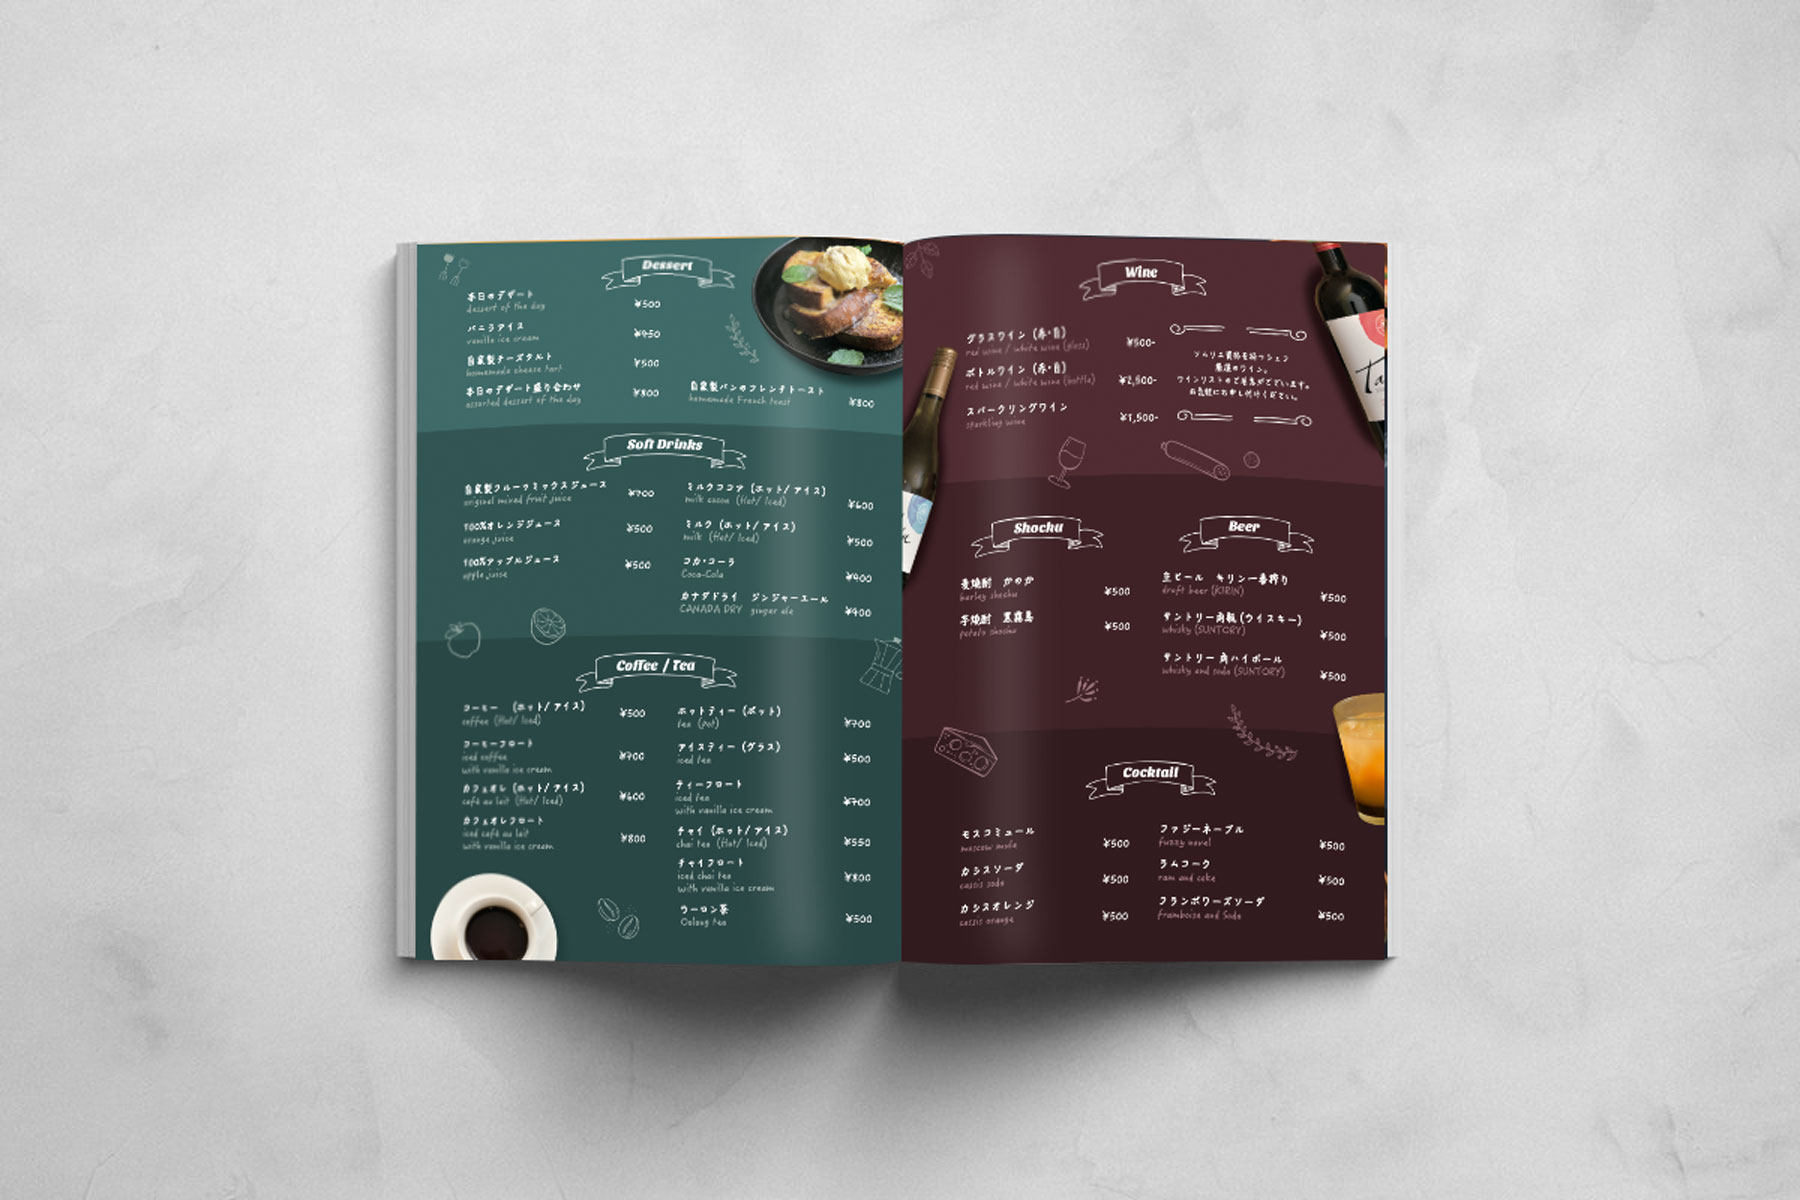 Dessert
本日のデザート
dessert of the day
¥500
バニラアイス
vanilla ice cream
¥450
自家製チーズタルト
homemade cheese tart
¥500
本日のデザート盛り合わせ
assorted dessert of the day
¥800
自家製パンのフレンチトースト
homemade French toast
¥800
Soft Drinks
自家製フルーツミックスジュース
original mixed fruit juice
¥700
100%オレンジジュース
orange juice
¥500
100%アップルジュース
apple juice
¥500
ミルクココア (ホット/アイス)
milk cocoa (Hot/ Iced)
¥600
ミルク (ホット/アイス)
milk (Hot/ Iced)
¥500
コカ・コーラ
Coca-Cola
¥400
カナダドライ ジンジャーエール
CANADA DRY ginger ale
¥400
Coffee / Tea
コーヒー (ホット/アイス)
coffee (Hot/ Iced)
¥500
コーヒーフロート
iced coffee
with vanilla ice cream
¥700
カフェオレ (ホット/アイス)
café au lait (Hot/ Iced)
¥600
カフェオレフロート
iced café au lait
with vanilla ice cream
¥800
ホットティー (ポット)
tea (pot)
¥700
アイスティー (グラス)
iced tea
¥500
ティーフロート
iced tea
with vanilla ice cream
¥700
チャイ (ホット/アイス)
chai tea (Hot/ Iced)
¥550
チャイフロート
iced chai tea
with vanilla ice cream
¥800
ウーロン茶
Oolong tea
¥500
Wine
グラスワイン (赤・白)
red wine / white wine (glass)
¥500-
ボトルワイン (赤・白)
red wine / white wine (bottle)
¥2,500-
スパークリングワイン
sparkling wine
¥1,500-
ソムリエ資格を持つシェフ
厳選のワイン。
ワインリストのご用意がございます。
お気軽にお申し付けください。
Shochu
麦焼酎 かのか
barley shochu
¥500
芋焼酎 黒霧島
potato shochu
¥500
Beer
生ビール キリン一番搾り
draft beer (KIRIN)
¥500
サントリー角瓶 (ウイスキー)
whisky (SUNTORY)
¥500
サントリー 角ハイボール
whisky and soda (SUNTORY)
¥500
Cocktail
モスコミュール
moscow mule
¥500
カシスソーダ
cassis soda
¥500
カシスオレンジ
cassis orange
¥500
ファジーネーブル
fuzzy navel
¥500
ラムコーク
ram and coke
¥500
フランボワーズソーダ
framboise and Soda
¥500